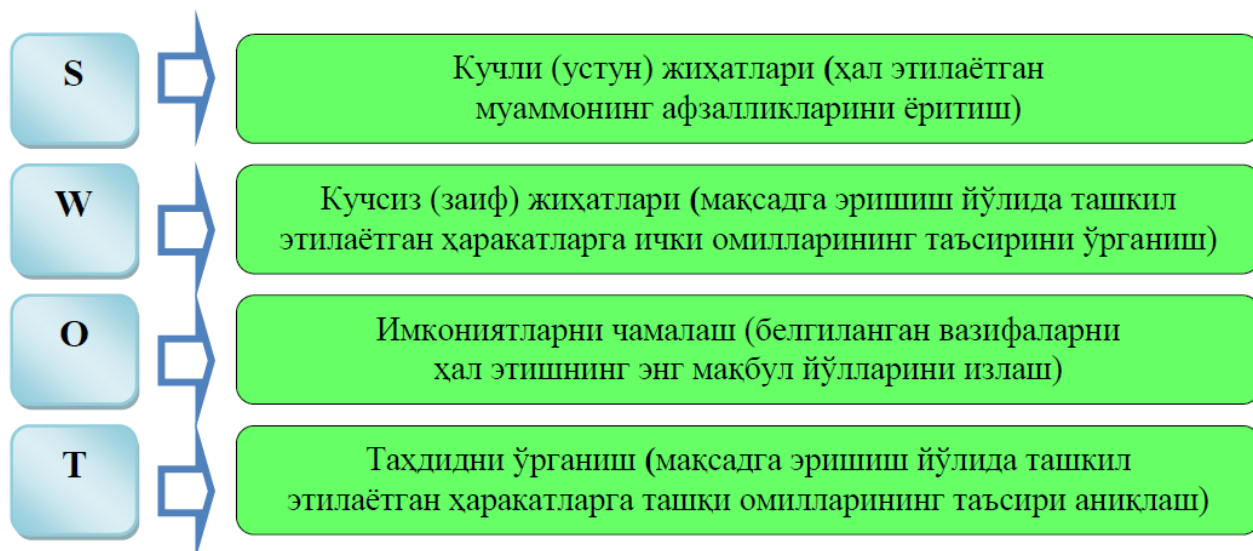 S
Кучли (устун) жиҳатлари (ҳал этилаётган
муаммонинг афзалликларини ёритиш)
W
Кучсиз (заиф) жиҳатлари (мақсадга эришиш йўлида ташкил
этилаётган ҳаракатларга ички омилларининг таъсирини ўрганиш)
O
Имкониятларни чамалаш (белгиланган вазифаларни
ҳал этишнинг энг мақбул йўлларини излаш)
T
Таҳдидни ўрганиш (мақсадга эришиш йўлида ташкил
этилаётган ҳаракатларга ташқи омилларининг таъсири аниқлаш)